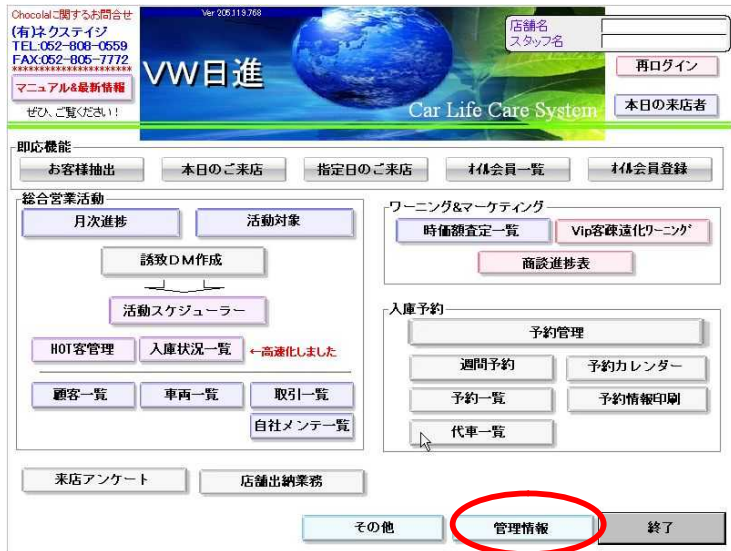 Chocolaに関するお問合せ
(有)ネクステイジ
TEL:052-808-0559
FAX:052-805-7772
********************
マニュアル&最新情報
ぜひ、ご覧ください！
Ver 205.119.768
VW日進
Car Life Care System
店舗名
スタッフ名
再ログイン
本日の来店者
即応機能
お客様抽出 本日のご来店 指定日のご来店 ｵｲﾙ会員一覧 ｵｲﾙ会員登録
総合営業活動
月次進捗 活動対象
誘致DM作成
活動スケジューラー
HOT客管理 入庫状況一覧 ←高速化しました
顧客一覧 車両一覧 取引一覧
自社メンテ一覧
ワーニング&マーケティング
時価額査定一覧 Vip客疎遠化ﾜｰﾆﾝｸﾞ
商談進捗表
入庫予約
予約管理
週間予約 予約カレンダー
予約一覧 予約情報印刷
代車一覧
来店アンケート 店舗出納業務
その他 管理情報 終了